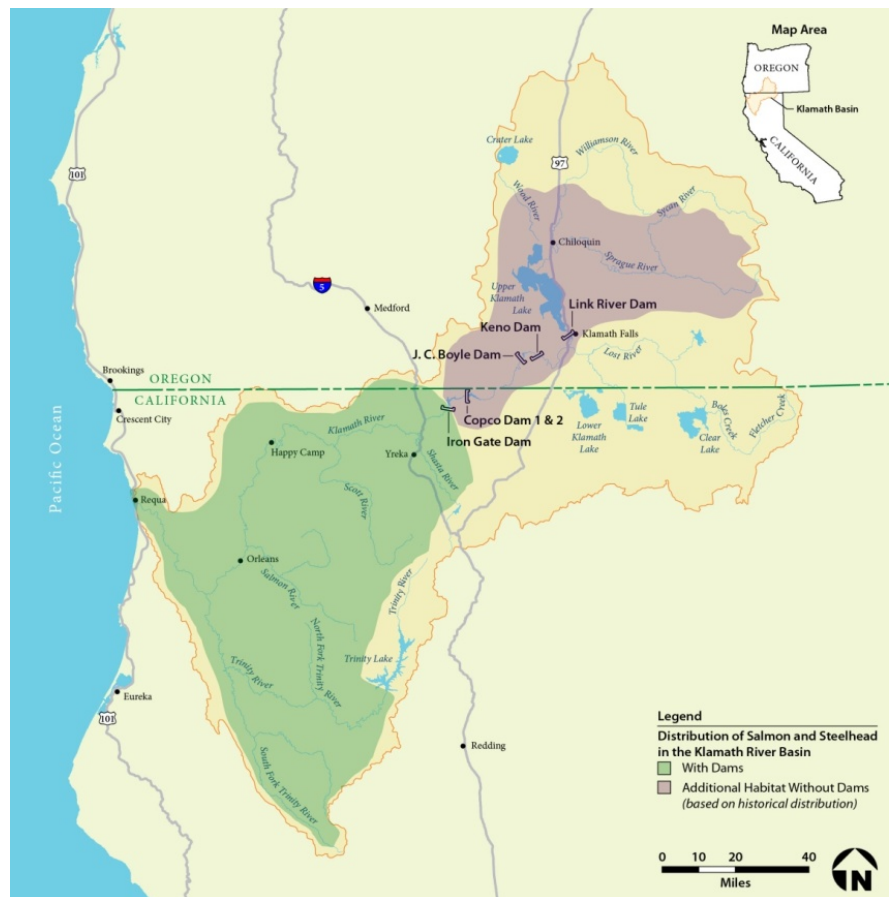 Map Area
OREGON
Klamath Basin
CALIFORNIA
Crater Lake
97
Williamson River
101
Wood River
Sycan River
Chiloquin
Sprague River
5
Upper
Klamath
Lake
Medford
Link River Dam
Keno Dam
Klamath Falls
J. C. Boyle Dam
Lost River
Brookings
OREGON
CALIFORNIA
Crescent City
Copco Dam 1 & 2
Iron Gate Dam
Lower
Klamath
Lake
Tule
Lake
Clear
Lake
Boles Creek
Fletcher Creek
Klamath River
Happy Camp
Yreka
Shasta River
Pacific Ocean
Requa
Scott River
Orleans
Salmon River
Trinity River
North Fork Trinity River
Trinity Lake
Trinity River
Eureka
101
South Fork Trinity River
Redding
Legend
Distribution of Salmon and Steelhead
in the Klamath River Basin
With Dams
Additional Habitat Without Dams
(based on historical distribution)
0 10 20 40
Miles
N